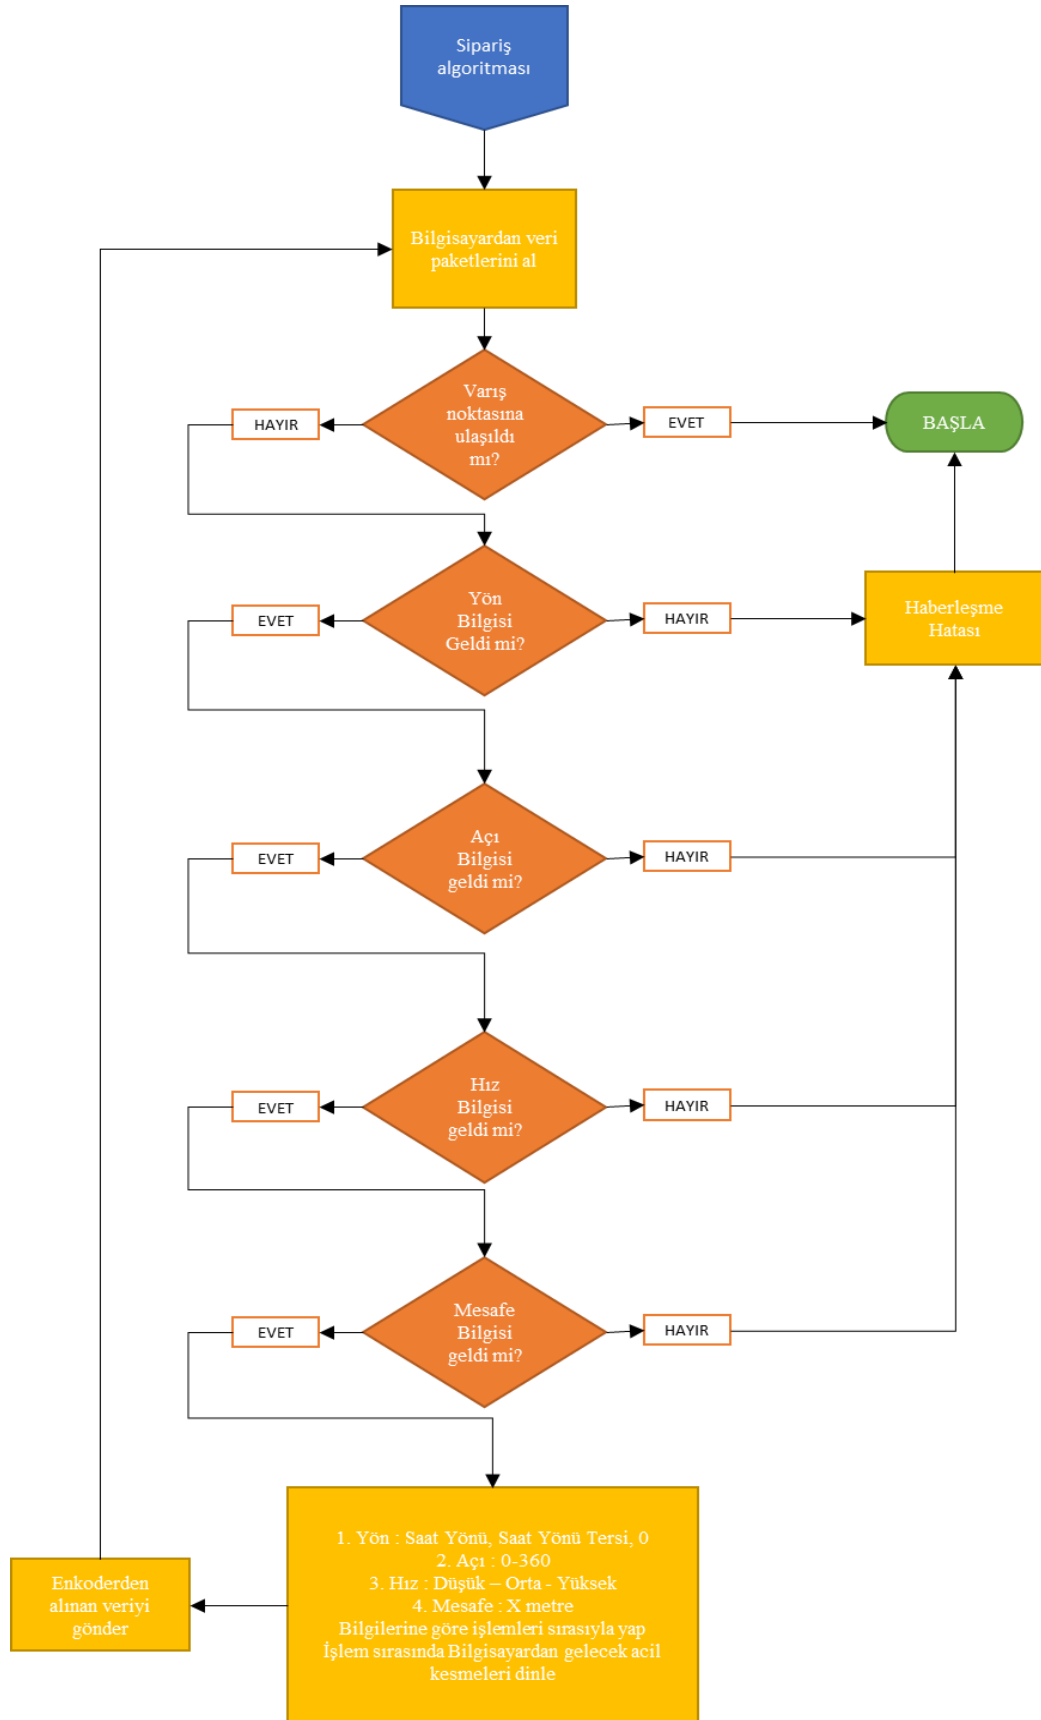 Sipariş
algoritması
Bilgisayardan veri
paketlerini al
Varış
noktasına
ulaşıldı
mı?
HAYIR
EVET
BAŞLA
Yön
Bilgisi
Geldi mi?
EVET
HAYIR
Haberleşme
Hatası
Açı
Bilgisi
geldi mi?
EVET
HAYIR
Hız
Bilgisi
geldi mi?
EVET
HAYIR
Mesafe
Bilgisi
geldi mi?
EVET
HAYIR
1. Yön : Saat Yönü, Saat Yönü Tersi, 0
2. Açı : 0-360
3. Hız : Düşük – Orta - Yüksek
4. Mesafe : X metre
Bilgilerine göre işlemleri sırasıyla yap
İşlem sırasında Bilgisayardan gelecek acil
kesmeleri dinle
Enkoderden
alınan veriyi
gönder